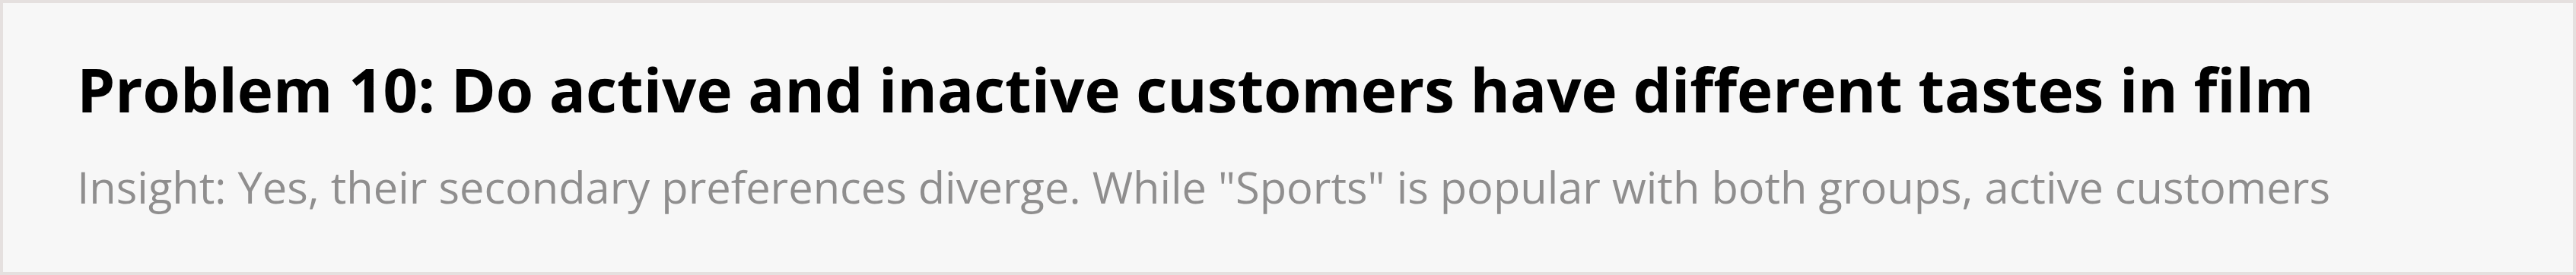 Problem 10: Do active and inactive customers have different tastes in film
Insight: Yes, their secondary preferences diverge. While "Sports" is popular with both groups, active customers